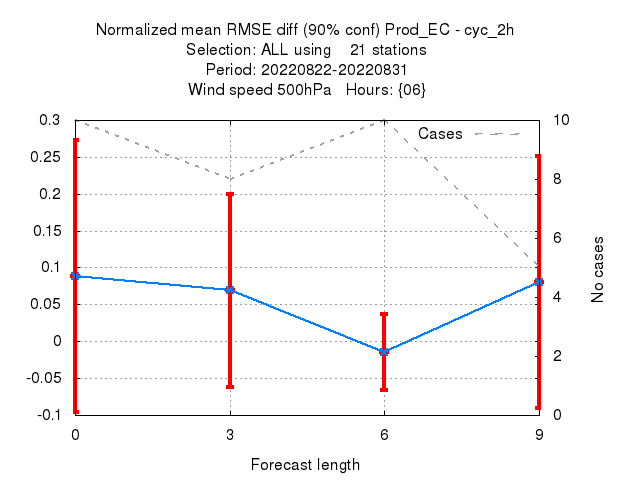 Normalized mean RMSE diff (90% conf) Prod_EC - cyc_2h
Selection: ALL using    21 stations
Period: 20220822-20220831
Wind speed 500hPa   Hours: {06}
Cases
0.3
0.25
0.2
0.15
0.1
0.05
0
-0.05
-0.1
10
8
6
4
2
0
No cases
0 3 6 9
Forecast length